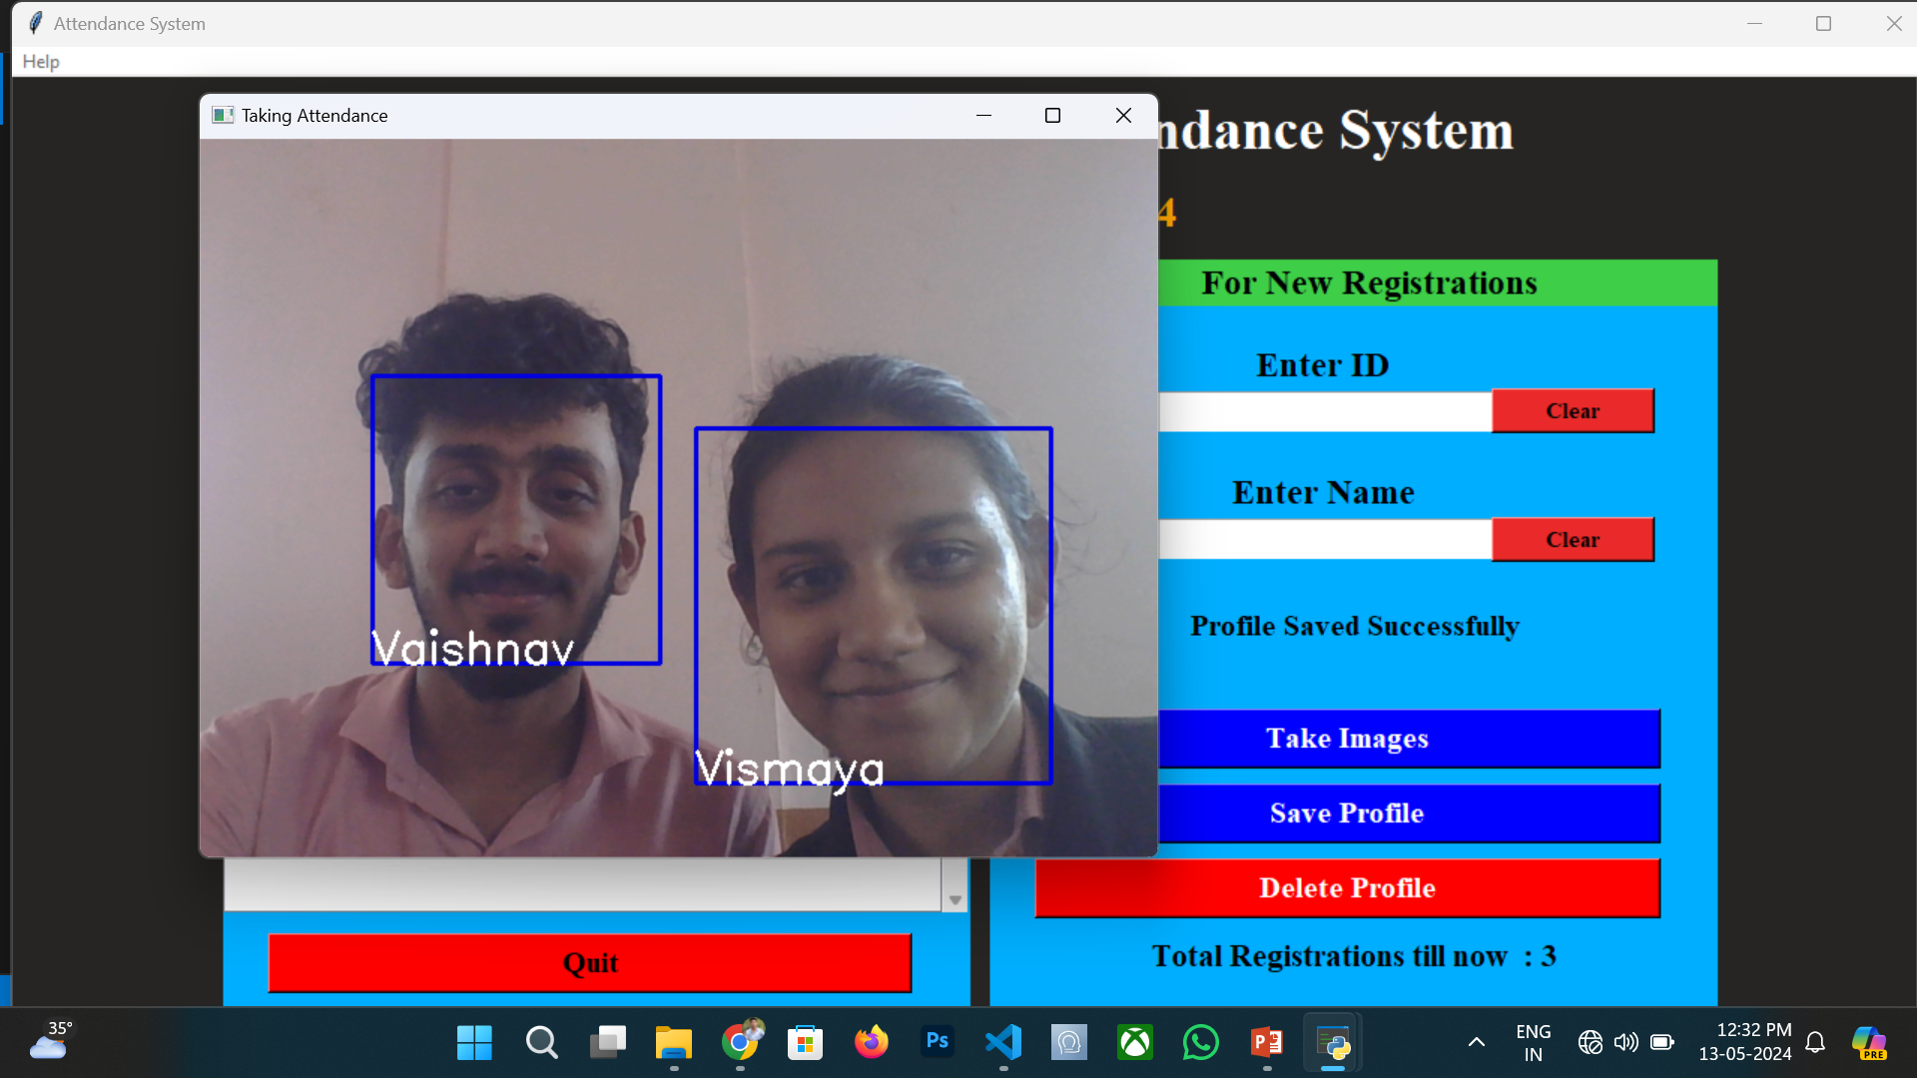 Attendance System
Help
Taking Attendance
ndance System
4
For New Registrations
Enter ID
Clear
Enter Name
Clear
Profile Saved Successfully
Vaishnav
Vismaya
Take Images
Save Profile
Delete Profile
Quit
Total Registrations till now : 3
35°
Ps
ENG
IN
12:32 PM
13-05-2024
PRE